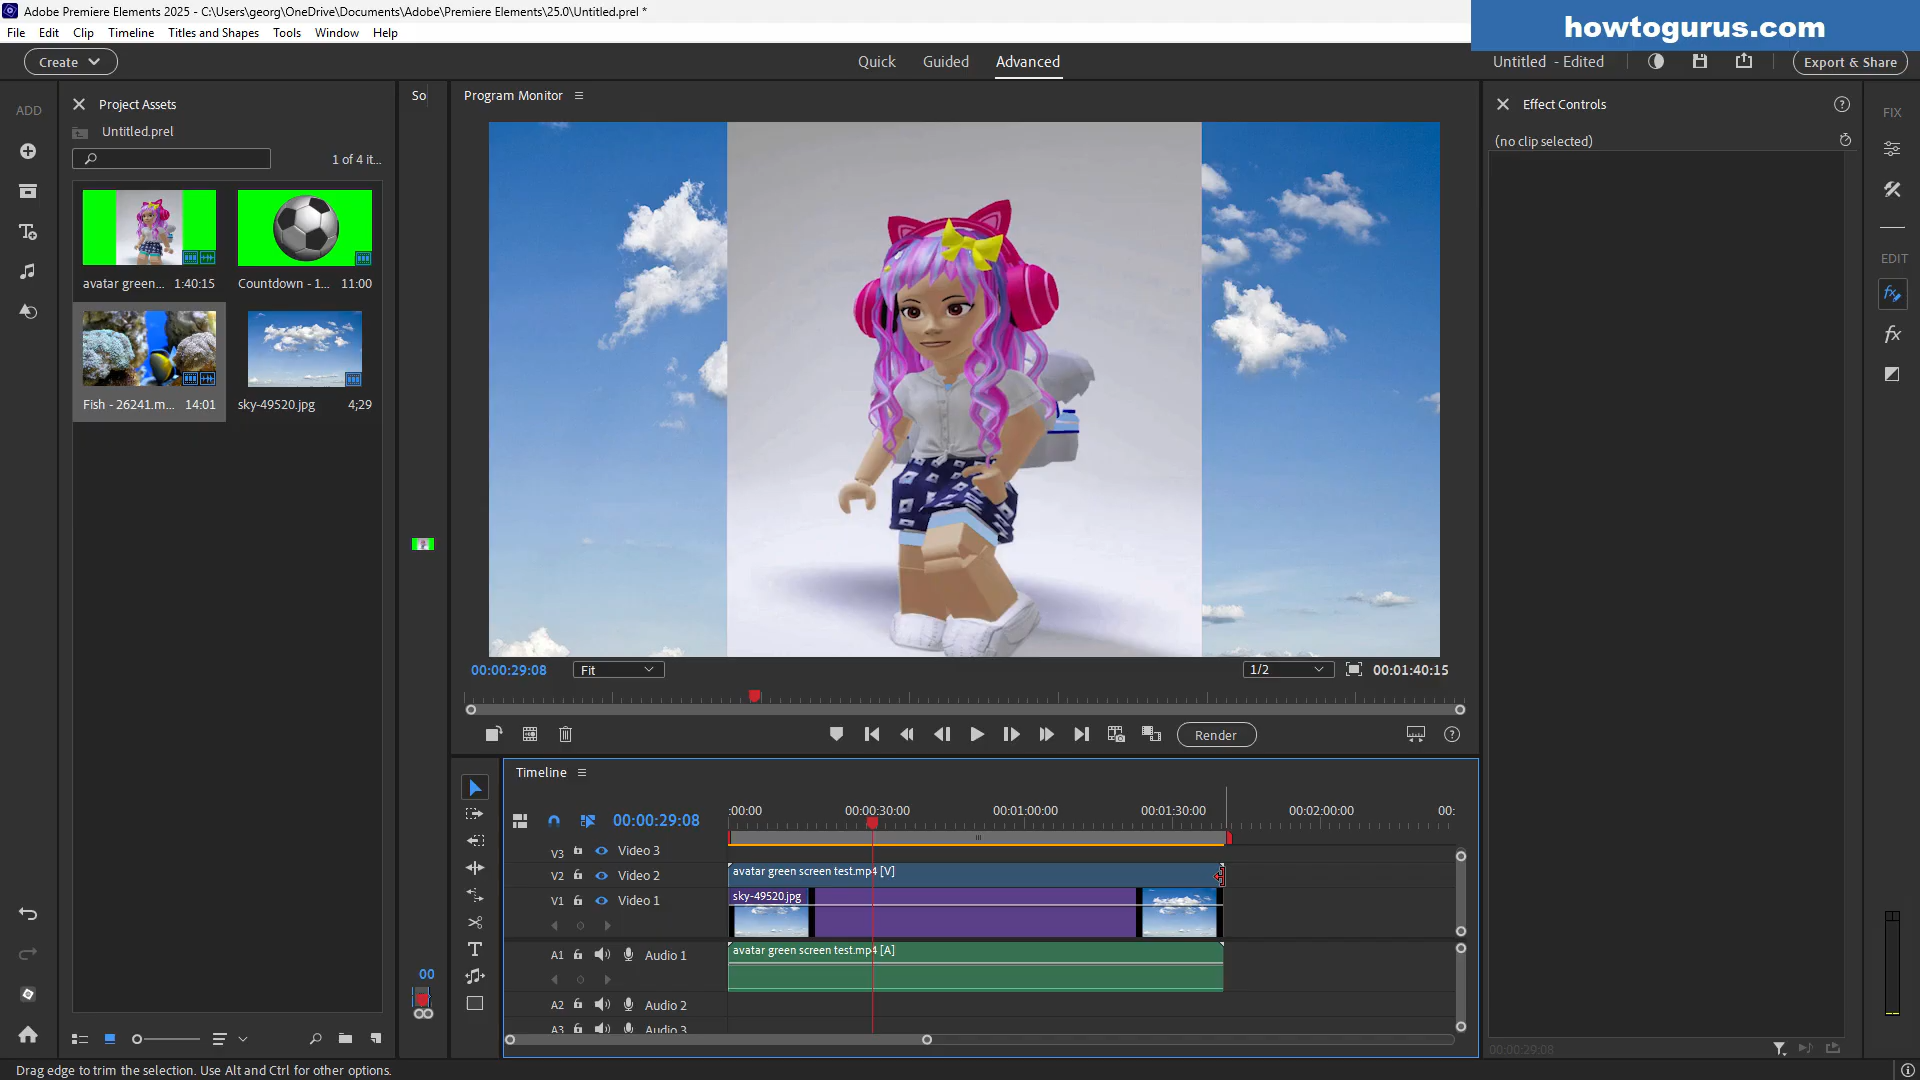 Adobe Premiere Elements 2025 - C:\Users\georg\OneDrive\Documents\Adobe\Premiere Elements\25.0\Untitled.prel *
howtogurus.com
File Edit Clip Timeline Titles and Shapes Tools Window Help
Create
Quick Guided Advanced
Untitled - Edited
Export & Share
ADD
Project Assets
Untitled.prel
1 of 4 it...
avatar green... 1:40:15
Countdown - 1... 11:00
Fish - 26241.m... 14:01
sky-49520.jpg 4;29
So
00
Program Monitor
00:00:29:08
Fit
1/2
00:01:40:15
Render
Effect Controls
(no clip selected)
00:00:29:08
FIX
EDIT
Timeline
00:00:29:08
:00:00 00:00:30:00 00:01:00:00 00:01:30:00 00:02:00:00 00:
V3 Video 3
V2 Video 2
avatar green screen test.mp4 [V]
V1 Video 1
sky-49520.jpg
A1 Audio 1
avatar green screen test.mp4 [A]
A2 Audio 2
A3 Audio 3
Drag edge to trim the selection. Use Alt and Ctrl for other options.